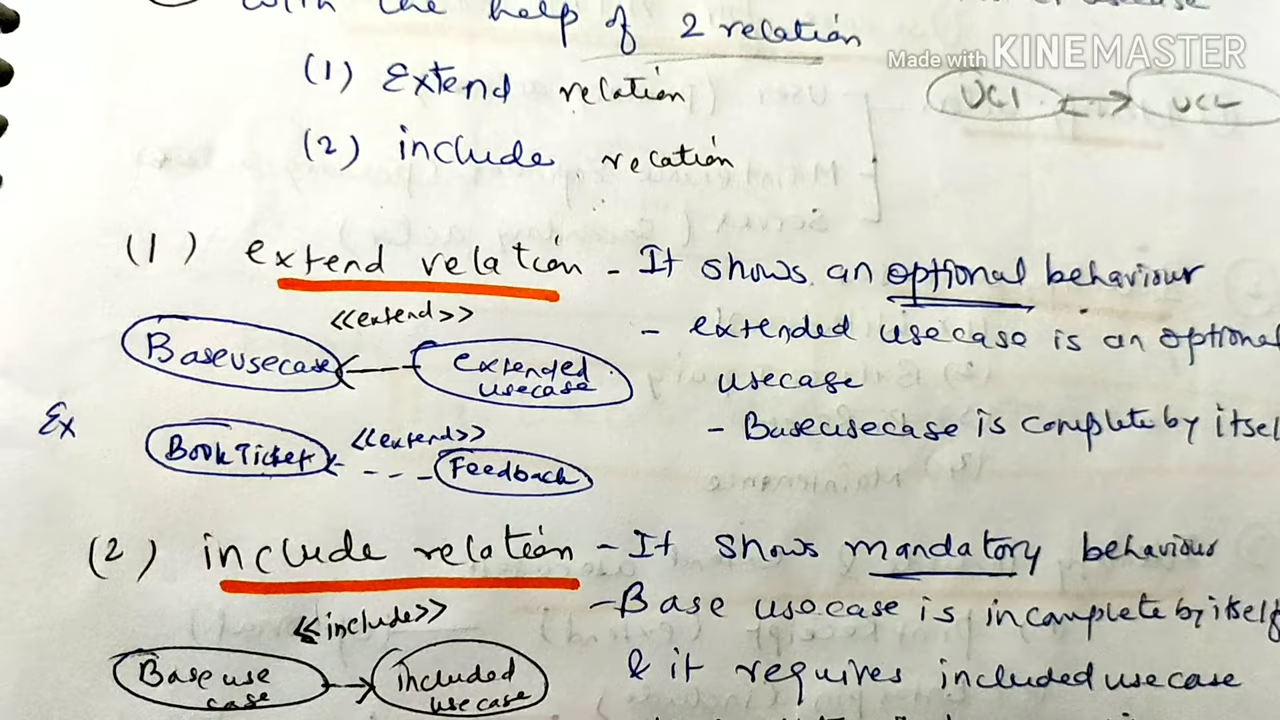 with the help of 2 relation
Made with KINEMASTER
(1) Extend relation
UC1
UC2
(2) include relation
(1) extend relation - It shows an optional behaviour
<<extend>>
Baseusecase
extended
usecase
- extended usecase is an optional
usecase
- Baseusecase is complete by itself
Ex
Book Ticket
<<extend>>
Feedback
(2) include relation - It shows mandatory behaviour
<<include>>
- Base usecase is incomplete by itself
Base use
case
included
usecase
& it requires included usecase